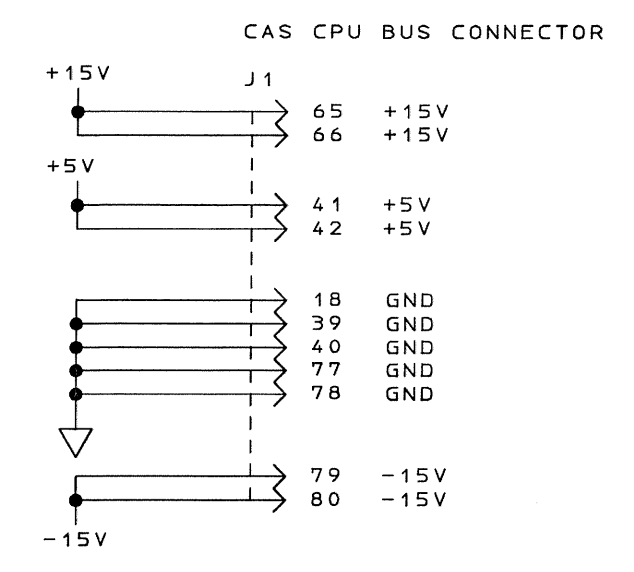 CAS CPU BUS CONNECTOR
+15V
J1
65 +15V
66 +15V
+5V
41 +5V
42 +5V
18 GND
39 GND
40 GND
77 GND
78 GND
79 -15V
80 -15V
-15V